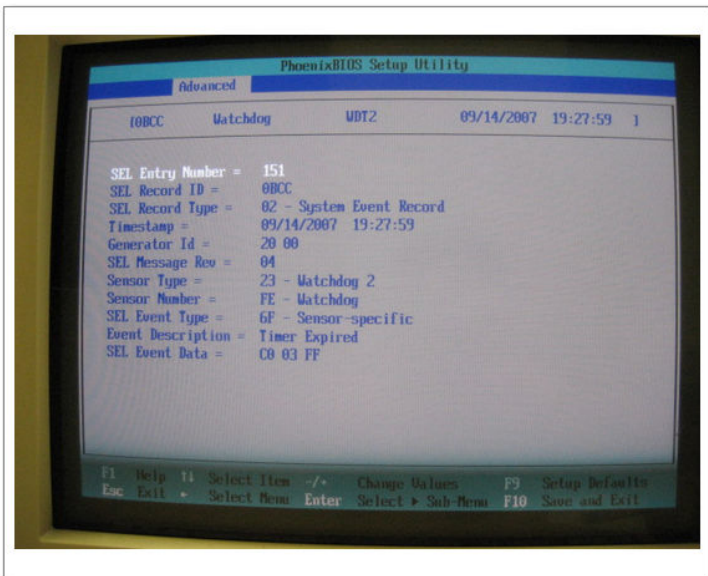 PhoenixBIOS Setup Utility
Advanced
[0BCC Watchdog WDT2 09/14/2007 19:27:59 ]
SEL Entry Number = 151
SEL Record ID = 0BCC
SEL Record Type = 02 - System Event Record
Timestamp = 09/14/2007 19:27:59
Generator Id = 20 00
SEL Message Rev = 04
Sensor Type = 23 - Watchdog 2
Sensor Number = FE - Watchdog
SEL Event Type = 6F - Sensor-specific
Event Description = Timer Expired
SEL Event Data = C0 03 FF
F1 Help ↑↓ Select Item -/+ Change Values F9 Setup Defaults
Esc Exit Select Menu Enter Select ▶ Sub-Menu F10 Save and Exit